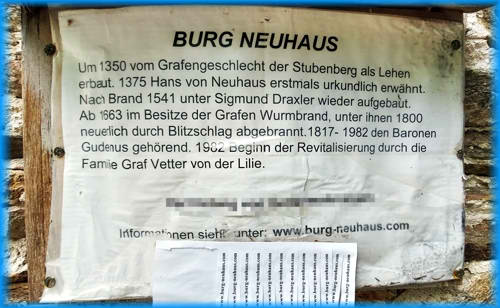 BURG NEUHAUS
Um 1350 vom Grafengeschlecht der Stubenberg als Lehen
erbaut. 1375 Hans von Neuhaus erstmals urkundlich erwähnt.
Nach Brand 1541 unter Sigmund Draxler wieder aufgebaut.
Ab 1663 im Besitze der Grafen Wurmbrand, unter ihnen 1800
neuerlich durch Blitzschlag abgebrannt.1817- 1982 den Baronen
Gudenus gehörend. 1982 Beginn der Revitalisierung durch die
Familie Graf Vetter von der Lilie.
Informationen siehe unter: www.burg-neuhaus.com